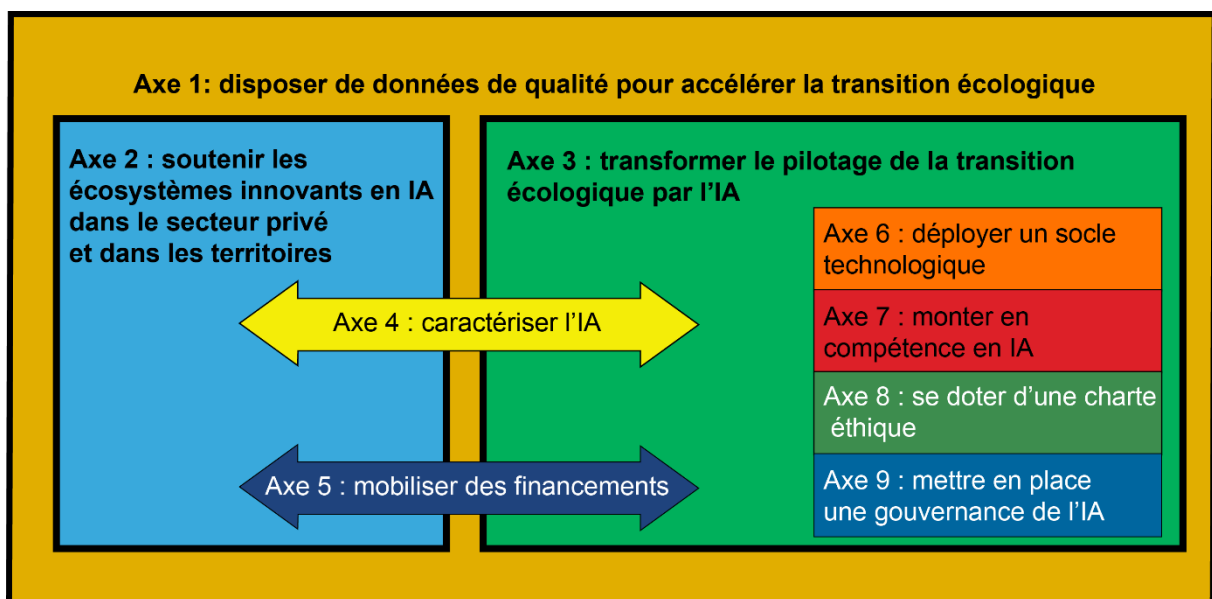 Axe 1: disposer de données de qualité pour accélérer la transition écologique
Axe 2 : soutenir les
écosystèmes innovants en IA
dans le secteur privé
et dans les territoires
Axe 3 : transformer le pilotage de la transition
écologique par l’IA
Axe 4 : caractériser l’IA
Axe 5 : mobiliser des financements
Axe 6 : déployer un socle
technologique
Axe 7 : monter en
compétence en IA
Axe 8 : se doter d’une charte
éthique
Axe 9 : mettre en place
une gouvernance de l’IA